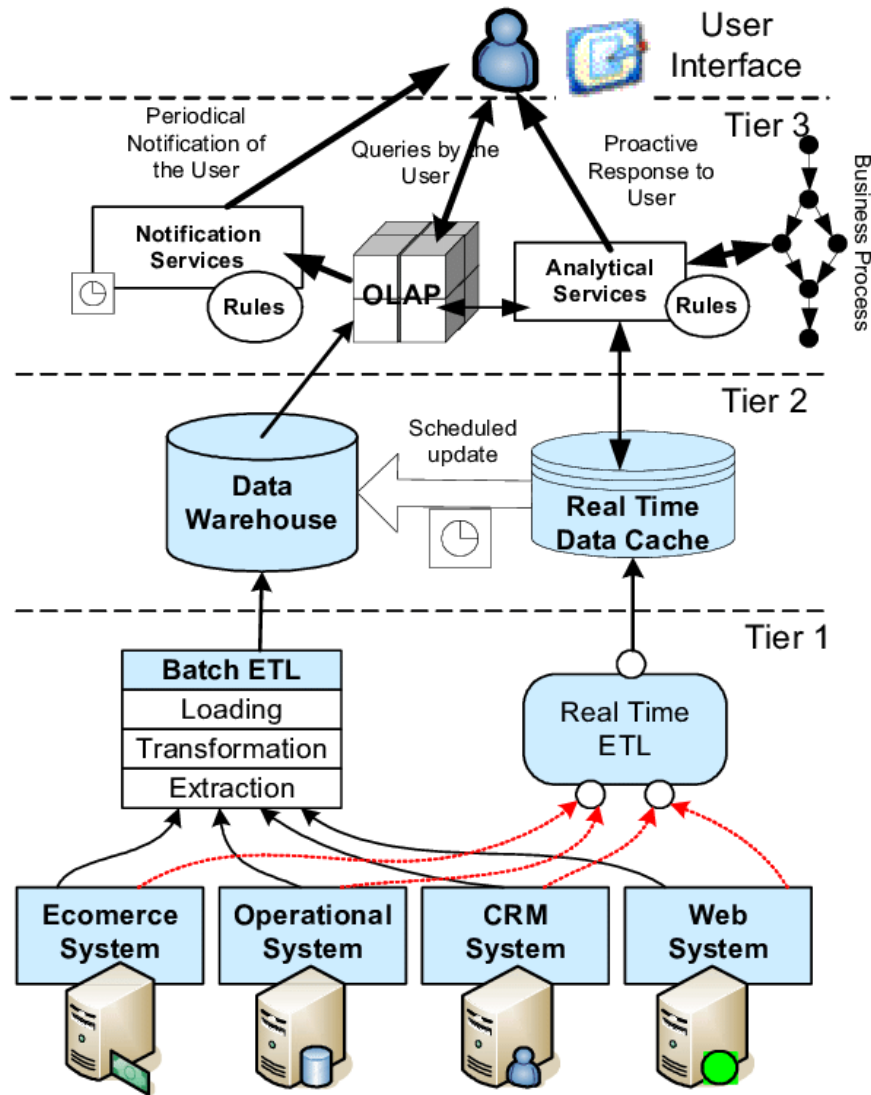 User
Interface
Tier 3
Periodical
Notification of
the User
Queries by the
User
Proactive
Response to
User
Business Process
Notification
Services
Rules
OLAP
Analytical
Services
Rules
Tier 2
Scheduled
update
Data
Warehouse
Real Time
Data Cache
Tier 1
Batch ETL
Loading
Transformation
Extraction
Real Time
ETL
Ecomerce
System
Operational
System
CRM
System
Web
System